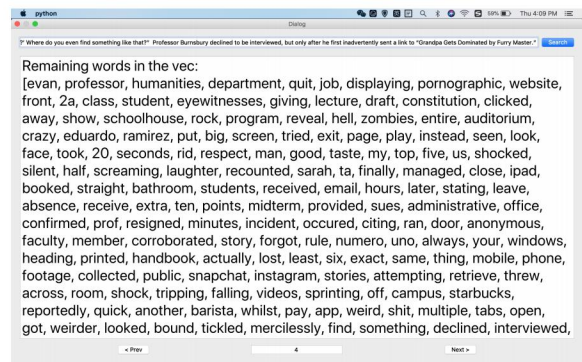 python 59% Thu 4:09 PM
Dialog
?" Where do you even find something like that?" Professor Burnsbury declined to be interviewed, but only after he first inadvertently sent a link to "Grandpa Gets Dominated by Furry Master." Search
Remaining words in the vec:
[evan, professor, humanities, department, quit, job, displaying, pornographic, website,
front, 2a, class, student, eyewitnesses, giving, lecture, draft, constitution, clicked,
away, show, schoolhouse, rock, program, reveal, hell, zombies, entire, auditorium,
crazy, eduardo, ramirez, put, big, screen, tried, exit, page, play, instead, seen, look,
face, took, 20, seconds, rid, respect, man, good, taste, my, top, five, us, shocked,
silent, half, screaming, laughter, recounted, sarah, ta, finally, managed, close, ipad,
booked, straight, bathroom, students, received, email, hours, later, stating, leave,
absence, receive, extra, ten, points, midterm, provided, sues, administrative, office,
confirmed, prof, resigned, minutes, incident, occured, citing, ran, door, anonymous,
faculty, member, corroborated, story, forgot, rule, numero, uno, always, your, windows,
heading, printed, handbook, actually, lost, least, six, exact, same, thing, mobile, phone,
footage, collected, public, snapchat, instagram, stories, attempting, retrieve, threw,
across, room, shock, tripping, falling, videos, sprinting, off, campus, starbucks,
reportedly, quick, another, barista, whilst, pay, app, weird, shit, multiple, tabs, open,
got, weirder, looked, bound, tickled, mercilessly, find, something, declined, interviewed,
< Prev 4 Next >